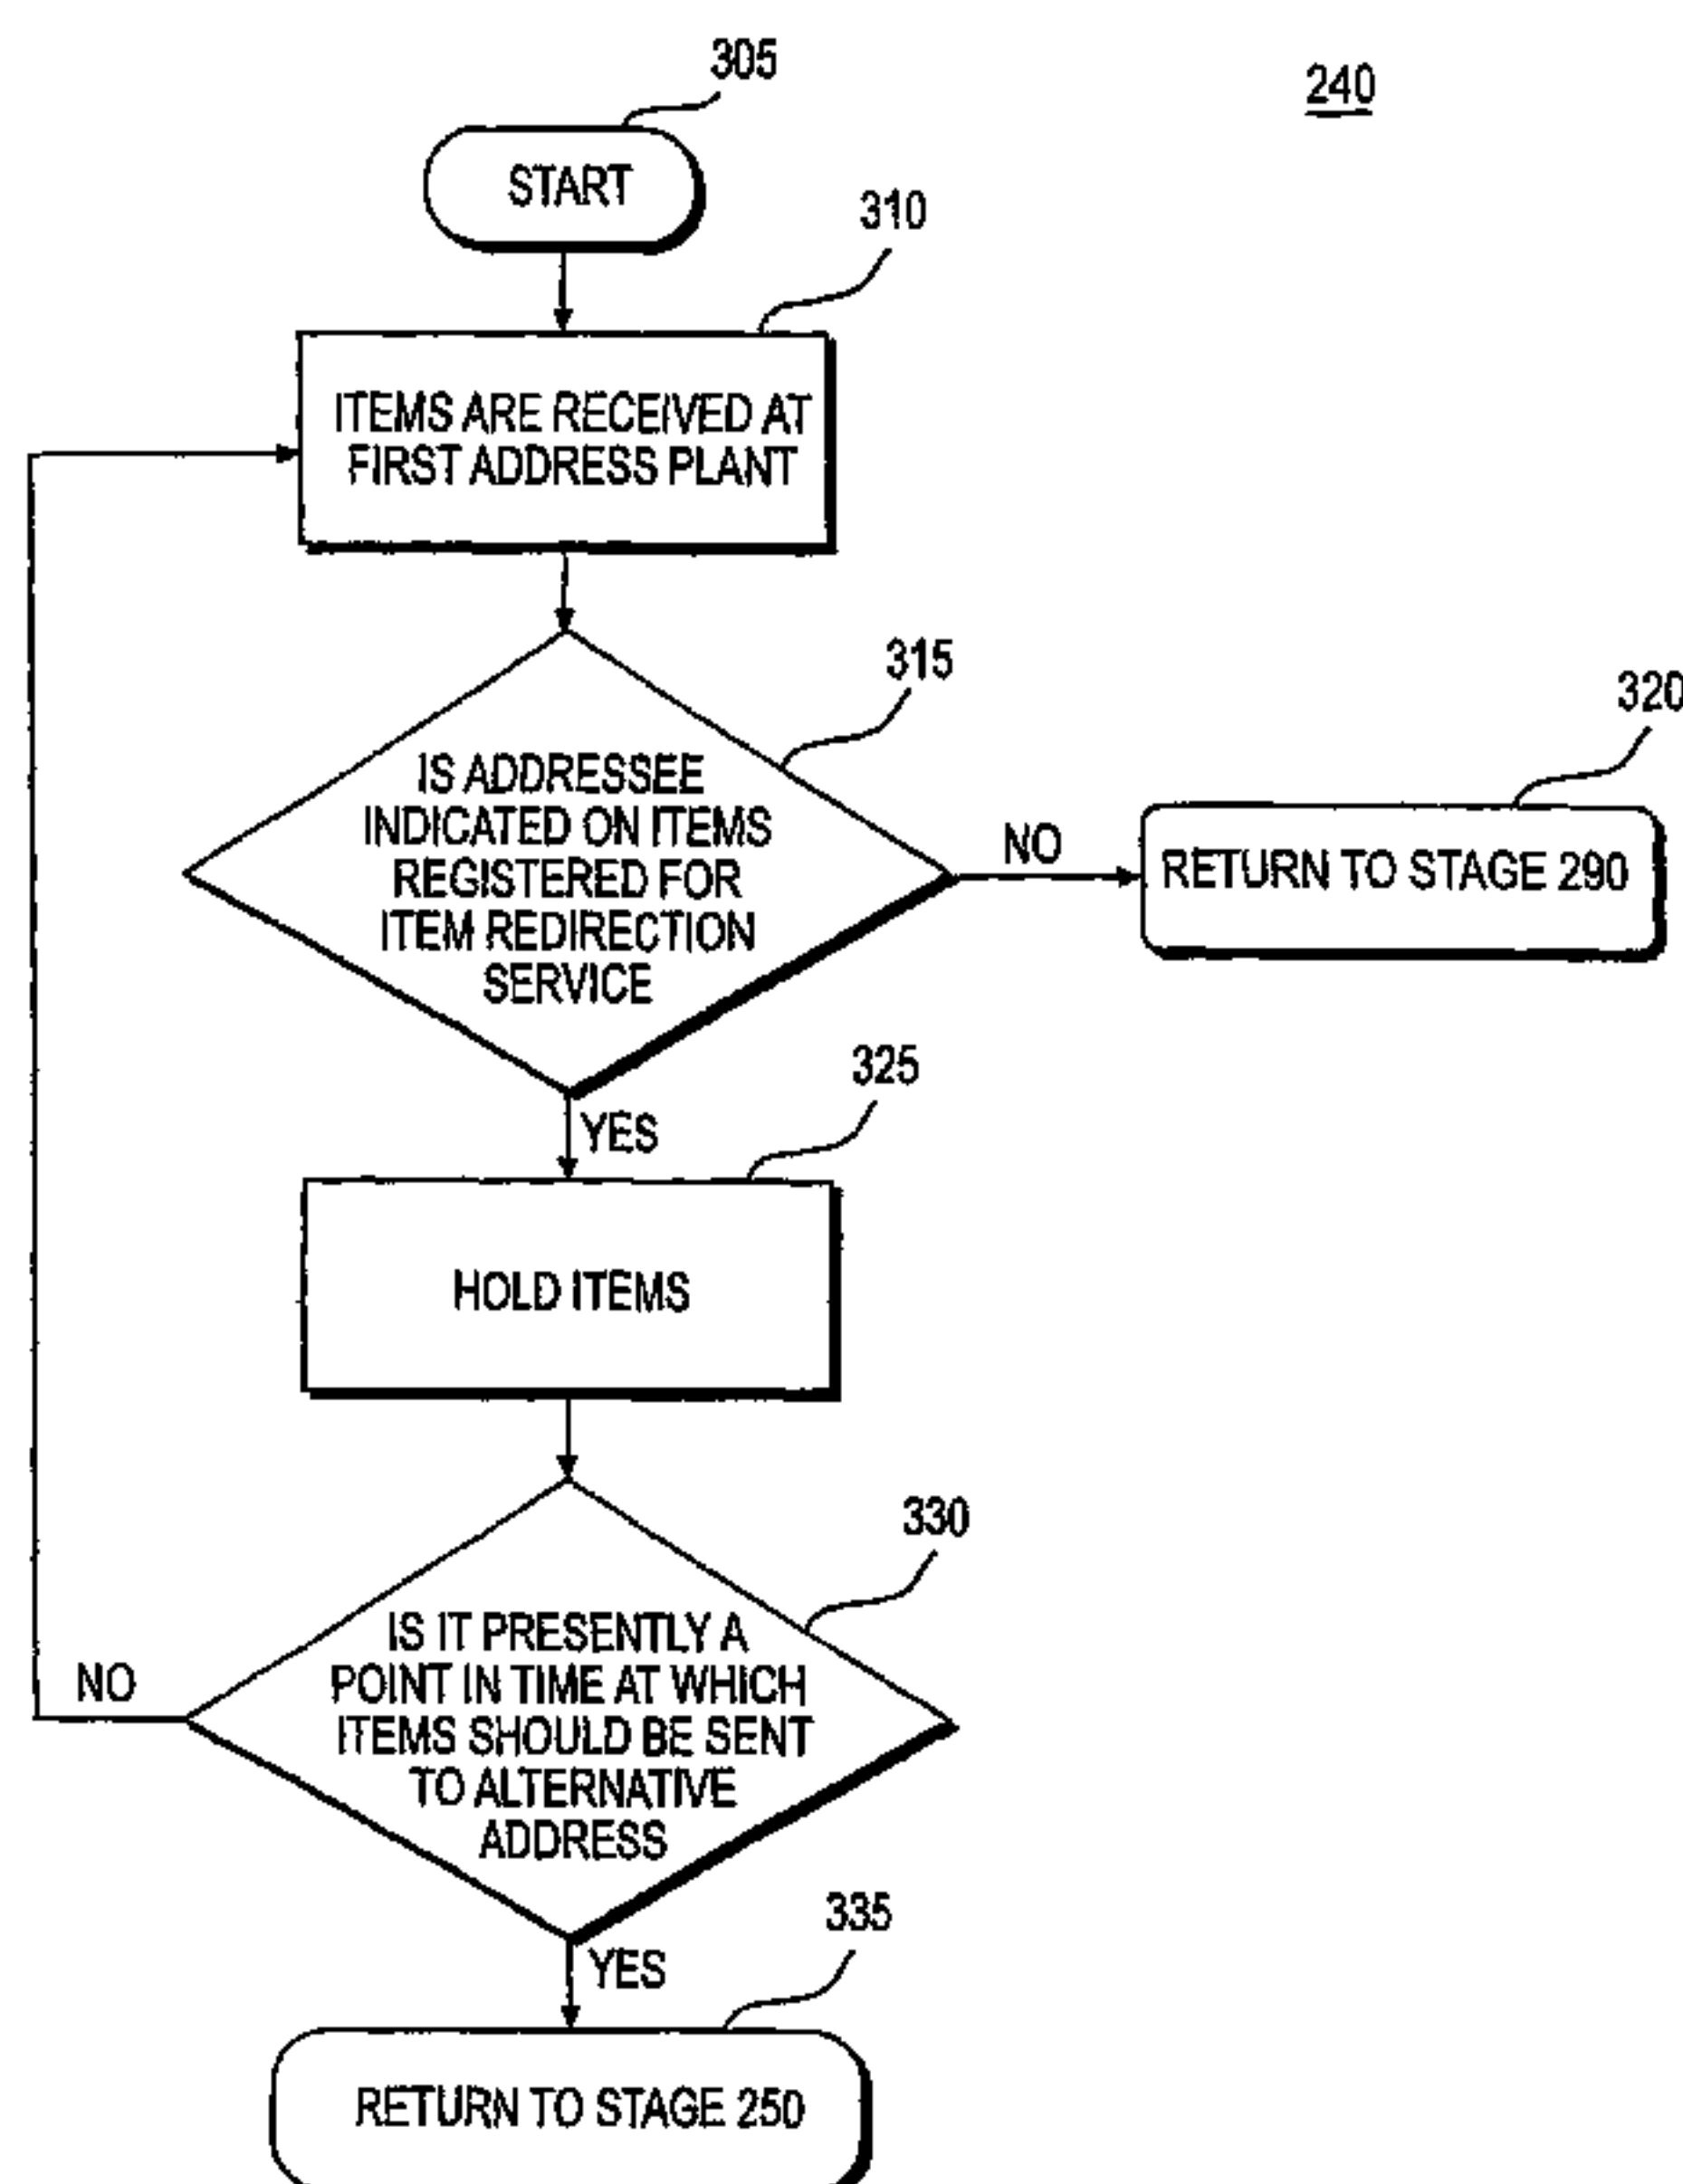 305
240
START
310
ITEMS ARE RECEIVED AT
FIRST ADDRESS PLANT
315
IS ADDRESSEE
INDICATED ON ITEMS
REGISTERED FOR
ITEM REDIRECTION
SERVICE
NO
320
RETURN TO STAGE 290
YES
325
HOLD ITEMS
330
IS IT PRESENTLY A
POINT IN TIME AT WHICH
ITEMS SHOULD BE SENT
TO ALTERNATIVE
ADDRESS
NO
YES
335
RETURN TO STAGE 250